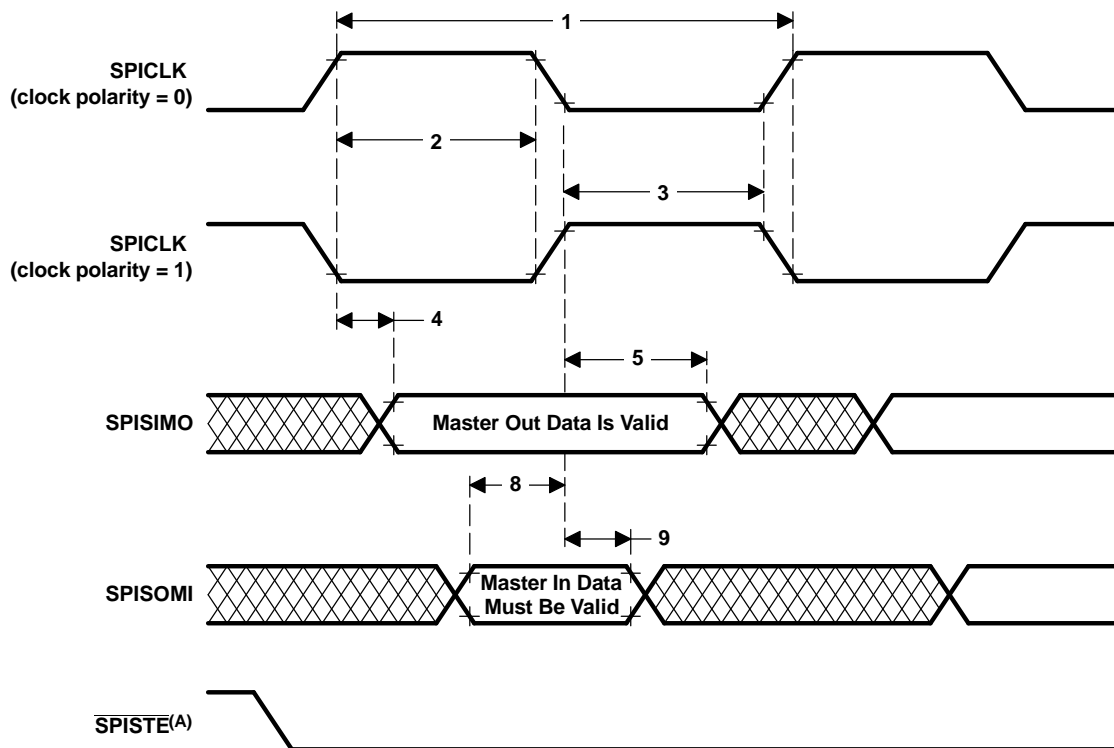 1
SPICLK
(clock polarity = 0)
2
3
SPICLK
(clock polarity = 1)
4
5
SPISIMO
Master Out Data Is Valid
8
9
SPISOMI
Master In Data
Must Be Valid
SPISTE(A)